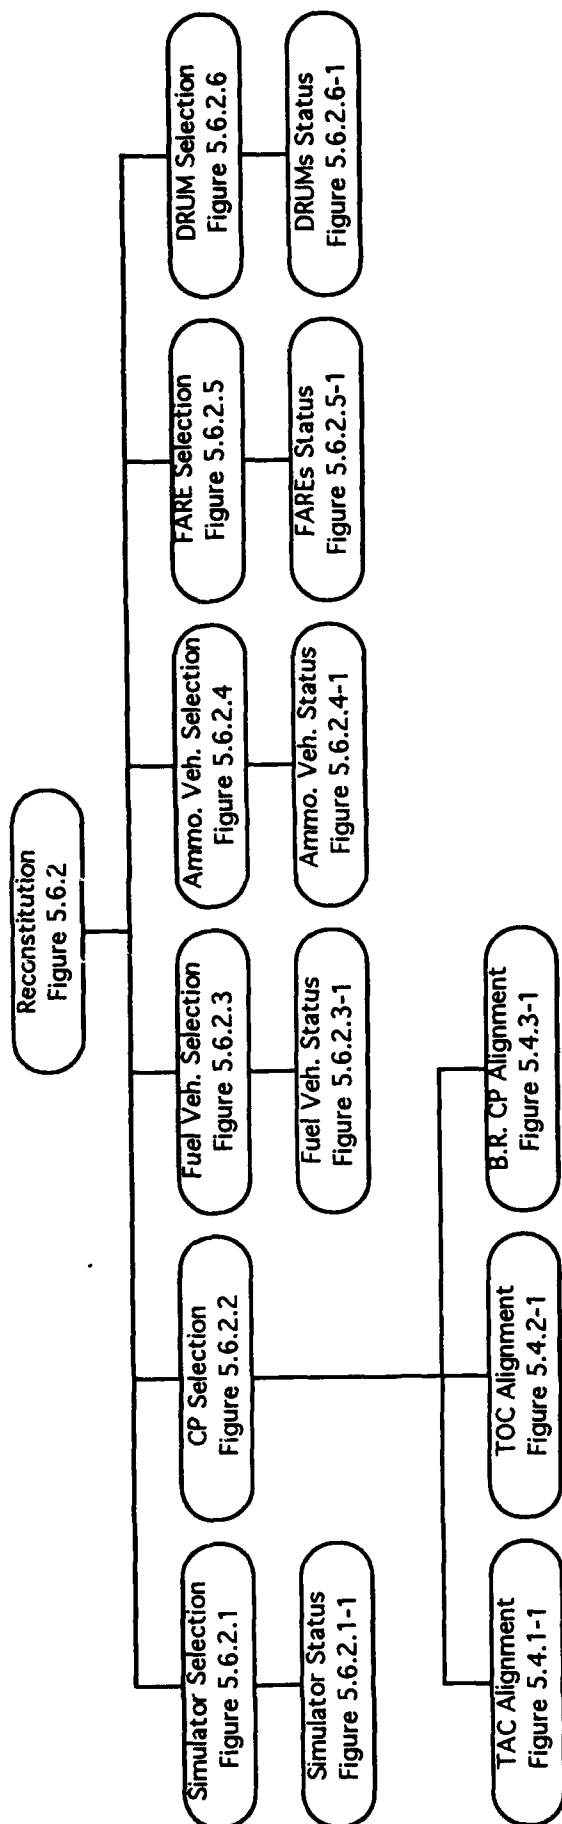 Reconstitution
Figure 5.6.2
Simulator Selection
Figure 5.6.2.1
CP Selection
Figure 5.6.2.2
Fuel Veh. Selection
Figure 5.6.2.3
Ammo. Veh. Selection
Figure 5.6.2.4
FARE Selection
Figure 5.6.2.5
DRUM Selection
Figure 5.6.2.6
Simulator Status
Figure 5.6.2.1-1
Fuel Veh. Status
Figure 5.6.2.3-1
Ammo. Veh. Status
Figure 5.6.2.4-1
FAREs Status
Figure 5.6.2.5-1
DRUMs Status
Figure 5.6.2.6-1
TAC Alignment
Figure 5.4.1-1
TOC Alignment
Figure 5.4.2-1
B.R. CP Alignment
Figure 5.4.3-1